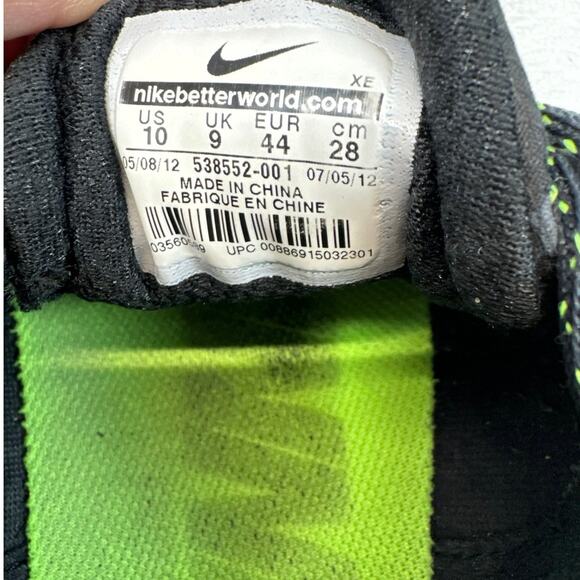 XE
nikebetterworld.com
US UK EUR cm
10 9 44 28
05/08/12 538552-001 07/05/12
MADE IN CHINA
FABRIQUE EN CHINE
UPC 00886915032301